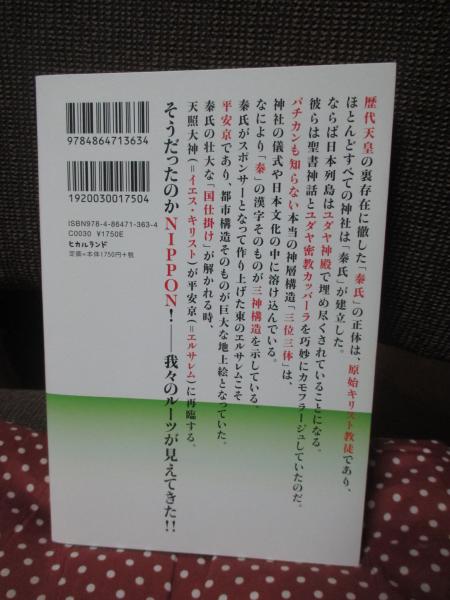 歴代天皇の裏存在に徹した「秦氏」の正体は、原始キリスト教徒であり、
ほとんどすべての神社は「秦氏」が建立した。
ならば日本列島はユダヤ神殿で埋め尽くされていることになる。
彼らは聖書神話とユダヤ密教カッバーラを巧妙にカモフラージュしていたのだ。
バチカンも知らない本当の神層構造「三位三体」は、
神社の儀式や日本文化の中に溶け込んでいる。
なにより「秦」の漢字そのものが三神構造を示している。
秦氏がスポンサーとなって作り上げた東のエルサレムこそ
平安京であり、都市構造そのものが巨大な地上絵となっていた。
秦氏の壮大な「国仕掛け」が解かれる時、
天照大神(=イエス・キリスト)が平安京(=エルサレム)に再臨する。
そうだったのかNIPPON!――我々のルーツが見えてきた!!
9784864713634
1920030017504
ISBN978-4-86471-363-4
C0030 ¥1750E
ヒカルランド
定価=本体1750円+税